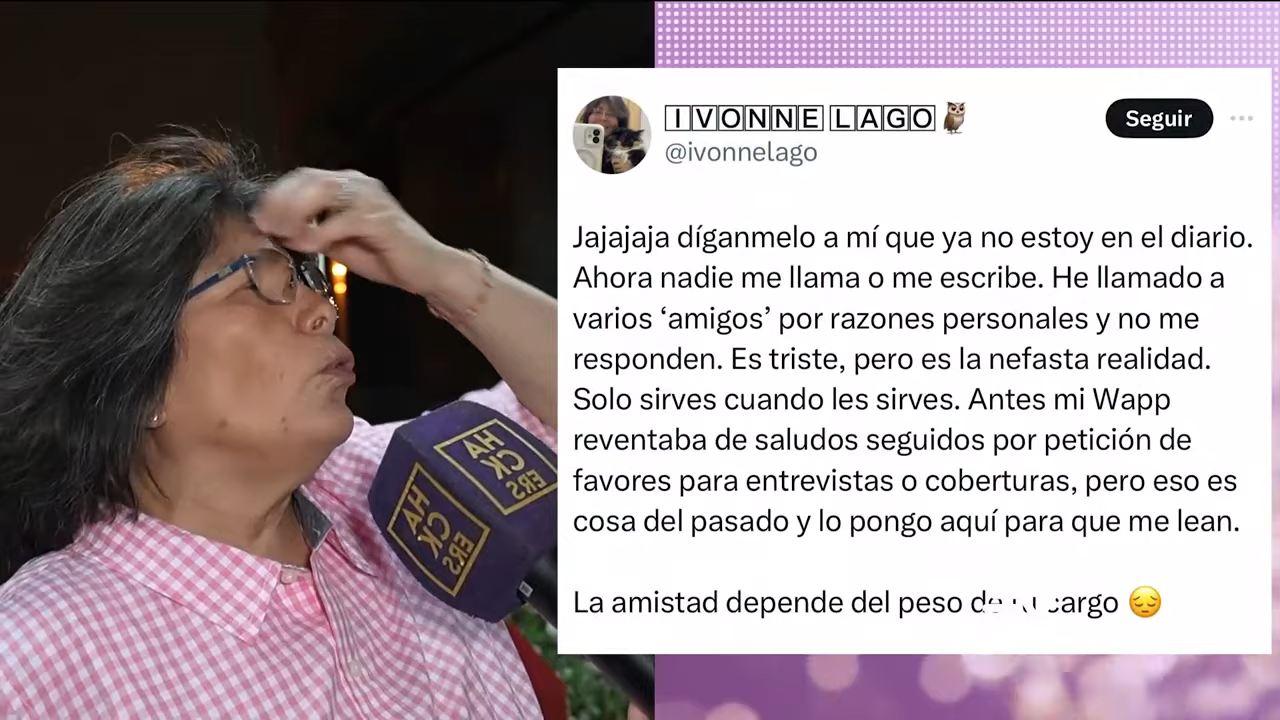 IVONNE LAGO 🦉
Seguir
@ivonnelago
Jajajaja díganmelo a mí que ya no estoy en el diario.
Ahora nadie me llama o me escribe. He llamado a
varios ‘amigos’ por razones personales y no me
responden. Es triste, pero es la nefasta realidad.
Solo sirves cuando les sirves. Antes mi Wapp
reventaba de saludos seguidos por petición de
favores para entrevistas o coberturas, pero eso es
cosa del pasado y lo pongo aquí para que me lean.
La amistad depende del peso de cargo 😔
HA
CK
ERS
HA
CK
ERS